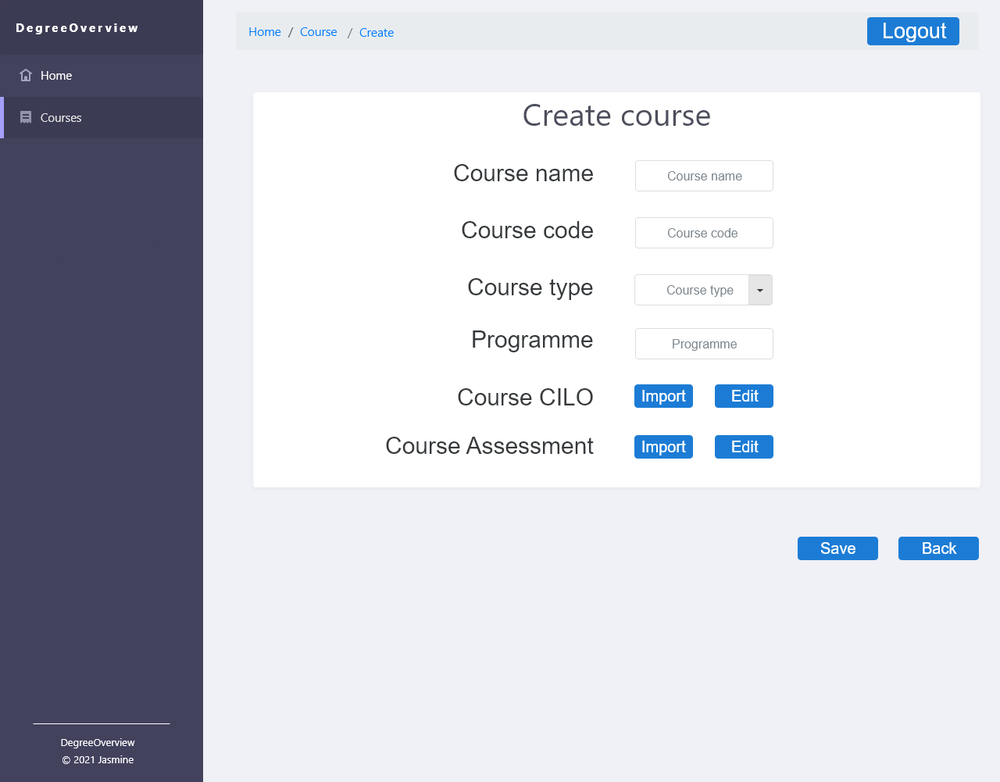 DegreeOverview
Home / Course / Create
Logout
Home
Courses
Create course
Course name Course name
Course code Course code
Course type Course type
Programme Programme
Course CILO Import Edit
Course Assessment Import Edit
Save Back
DegreeOverview
© 2021 Jasmine